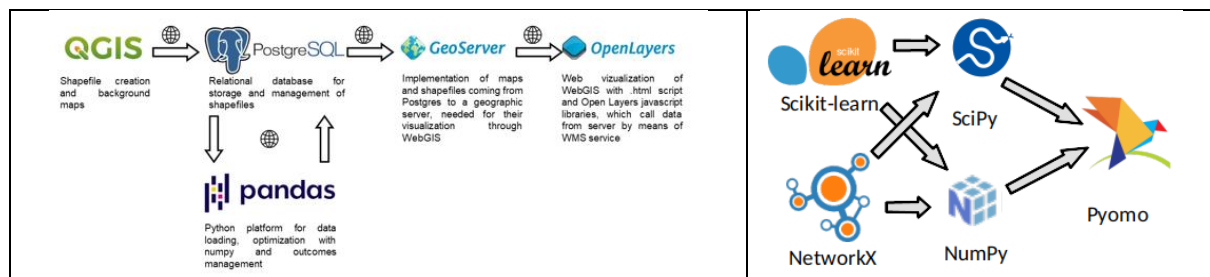 QGIS
PostgreSQL
GeoServer
OpenLayers
Shapefile creation
and background
maps
Relational database for
storage and management of
shapefiles
Implementation of maps
and shapefiles coming from
Postgres to a geographic
server, needed for their
visualization through
WebGIS
Web vizualization of
WebGIS with .html script
and Open Layers javascript
libraries, which call data
from server by means of
WMS service
pandas
Python platform for data
loading, optimization with
numpy and outcomes
management
scikit
learn
Scikit-learn
SciPy
NetworkX
NumPy
Pyomo